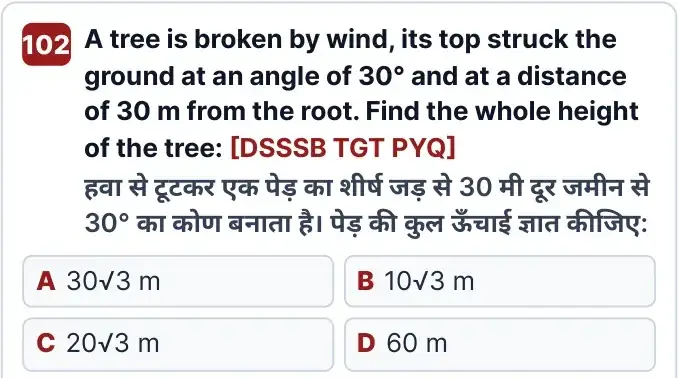 102 A tree is broken by wind, its top struck the
ground at an angle of 30° and at a distance
of 30 m from the root. Find the whole height
of the tree: [DSSSB TGT PYQ]
हवा से टूटकर एक पेड़ का शीर्ष जड़ से 30 मी दूर जमीन से
30° का कोण बनाता है। पेड़ की कुल ऊँचाई ज्ञात कीजिए:
A 30√3 m
B 10√3 m
C 20√3 m
D 60 m